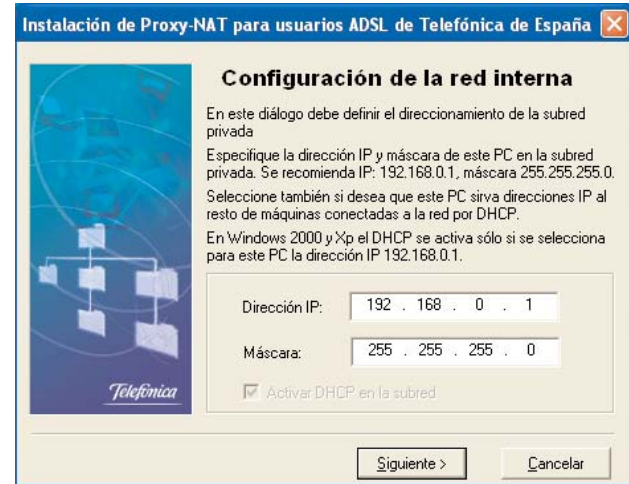 Instalación de Proxy-NAT para usuarios ADSL de Telefónica de España
Configuración de la red interna
En este diálogo debe definir el direccionamiento de la subred
privada
Especifique la dirección IP y máscara de este PC en la subred
privada. Se recomienda IP: 192.168.0.1, máscara 255.255.255.0.
Seleccione también si desea que este PC sirva direcciones IP al
resto de máquinas conectadas a la red por DHCP.
En Windows 2000 y Xp el DHCP se activa sólo si se selecciona
para este PC la dirección IP 192.168.0.1.
Dirección IP: 192 . 168 . 0 . 1
Máscara: 255 . 255 . 255 . 0
Activar DHCP en la subred
Telefónica
Siguiente > Cancelar